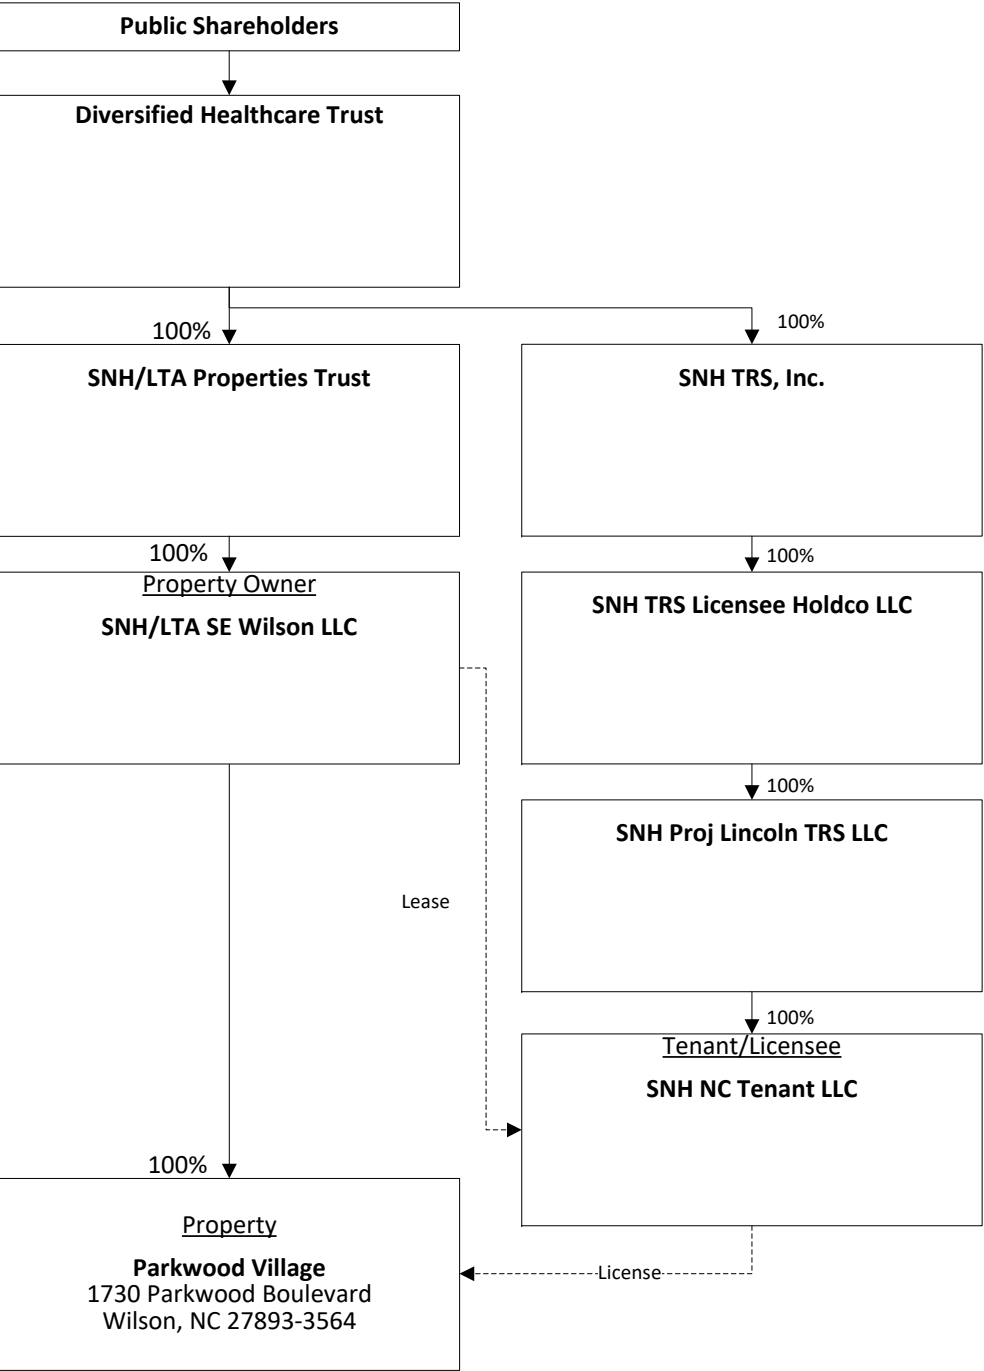 Public Shareholders
Diversified Healthcare Trust
100%
100%
SNH/LTA Properties Trust
SNH TRS, Inc.
100%
100%
Property Owner
SNH/LTA SE Wilson LLC
SNH TRS Licensee Holdco LLC
100%
SNH Proj Lincoln TRS LLC
Lease
100%
Tenant/Licensee
SNH NC Tenant LLC
100%
Property
Parkwood Village
1730 Parkwood Boulevard
Wilson, NC 27893-3564
License